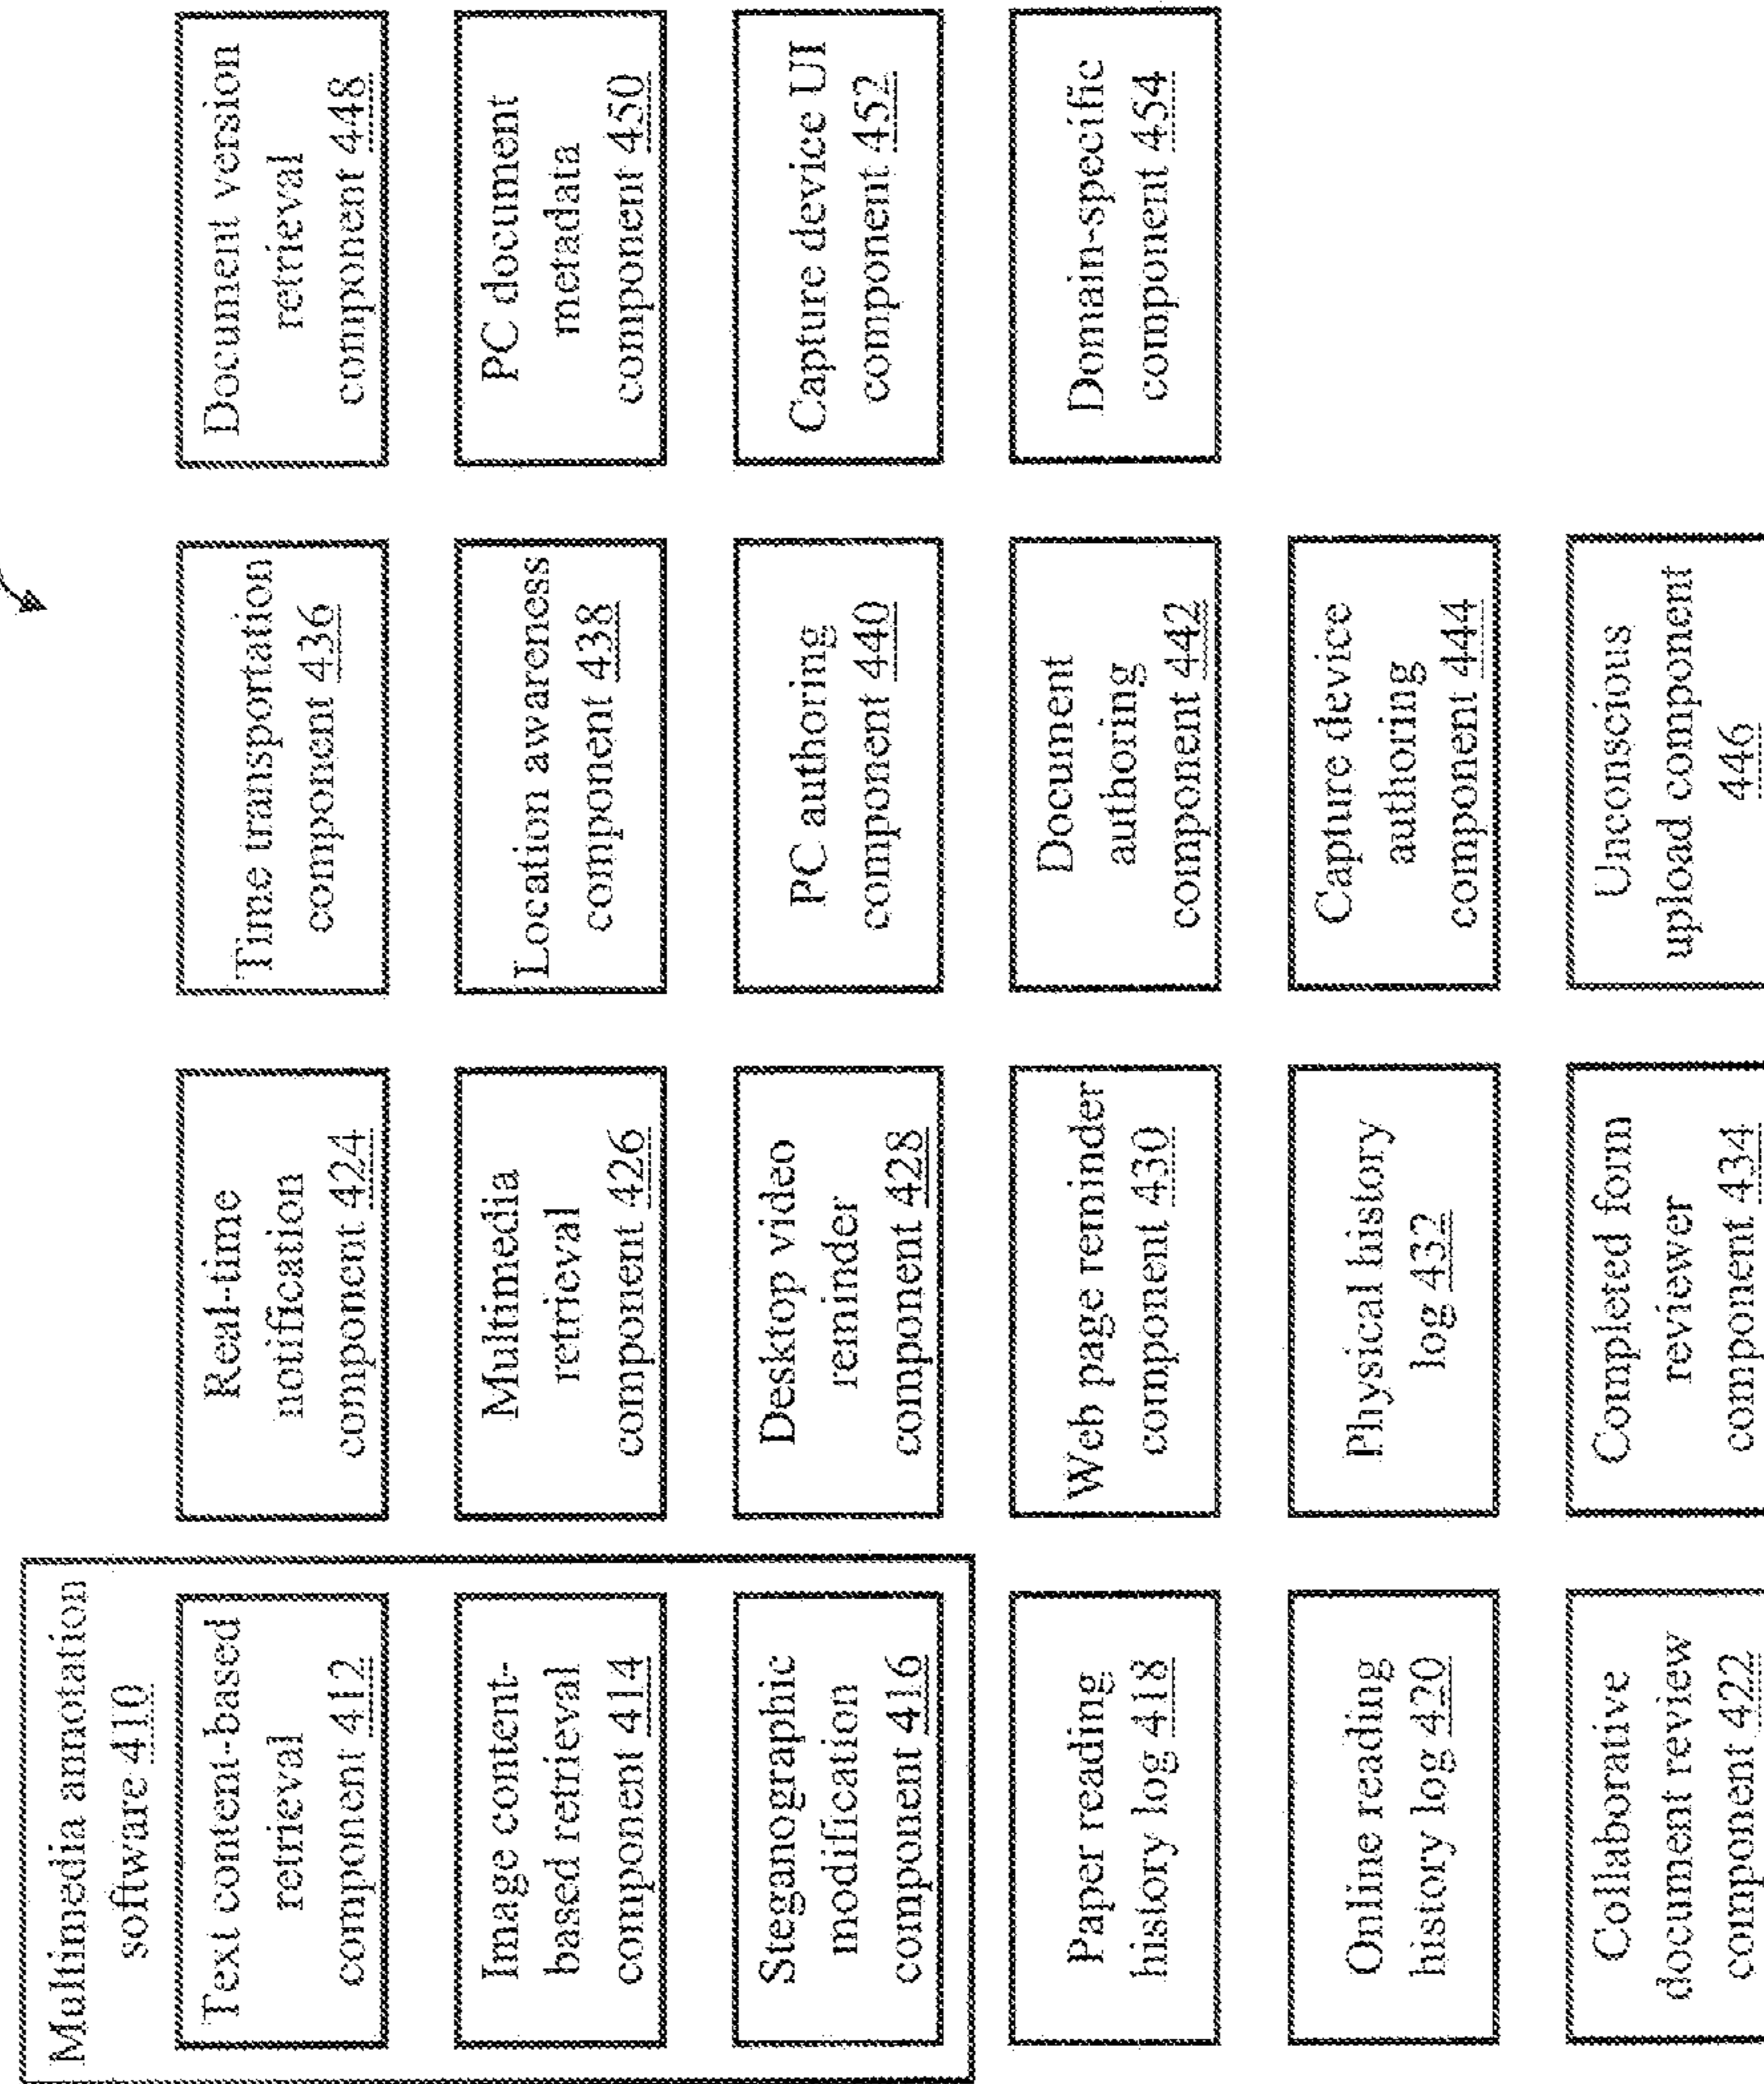 Multimedia annotation
software 410
Text content-based
retrieval
component 412
Image content-
based retrieval
component 414
Steganographic
modification
component 416
Paper reading
history log 418
Online reading
history log 420
Collaborative
document review
component 422
Real-time
notification
component 424
Multimedia
retrieval
component 426
Desktop video
reminder
component 428
Web page reminder
component 430
Physical history
log 432
Completed form
reviewer
component 434
Time transportation
component 436
Location awareness
component 438
PC authoring
component 440
Document
authoring
component 442
Capture device
authoring
component 444
Unconscious
upload component
446
Document version
retrieval
component 448
PC document
metadata
component 450
Capture device UI
component 452
Domain-specific
component 454